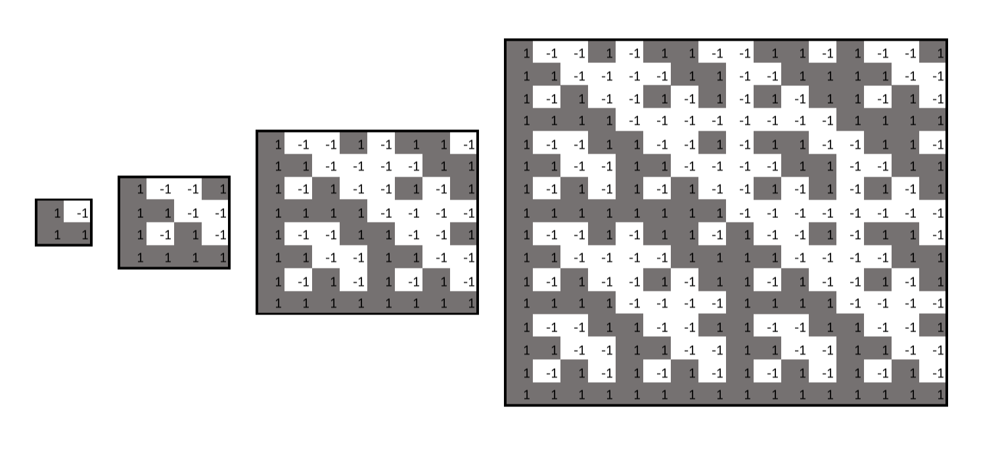 1 -1
1 1
1 -1 -1 1
1 1 -1 -1
1 -1 1 -1
1 1 1 1
1 -1 -1 1 -1 1 1 -1
1 1 -1 -1 -1 -1 1 1
1 -1 1 -1 -1 1 -1 1
1 1 1 1 -1 -1 -1 -1
1 -1 -1 1 1 -1 -1 1
1 1 -1 -1 1 1 -1 -1
1 -1 1 -1 1 -1 1 -1
1 1 1 1 1 1 1 1
1 -1 -1 1 -1 1 1 -1 -1 1 1 -1 1 -1 -1 1
1 1 -1 -1 -1 -1 1 1 -1 -1 1 1 1 1 -1 -1
1 -1 1 -1 -1 1 -1 1 -1 1 -1 1 1 -1 1 -1
1 1 1 1 -1 -1 -1 -1 -1 -1 -1 -1 1 1 1 1
1 -1 -1 1 1 -1 -1 1 -1 1 1 -1 -1 1 1 -1
1 1 -1 -1 1 1 -1 -1 -1 -1 1 1 -1 -1 1 1
1 -1 1 -1 1 -1 1 -1 -1 1 -1 1 -1 1 -1 1
1 1 1 1 1 1 1 1 -1 -1 -1 -1 -1 -1 -1 -1
1 -1 -1 1 -1 1 1 -1 1 -1 -1 1 -1 1 1 -1
1 1 -1 -1 -1 -1 1 1 1 1 -1 -1 -1 -1 1 1
1 -1 1 -1 -1 1 -1 1 1 -1 1 -1 -1 1 -1 1
1 1 1 1 -1 -1 -1 -1 1 1 1 1 -1 -1 -1 -1
1 -1 -1 1 1 -1 -1 1 1 -1 -1 1 1 -1 -1 1
1 1 -1 -1 1 1 -1 -1 1 1 -1 -1 1 1 -1 -1
1 -1 1 -1 1 -1 1 -1 1 -1 1 -1 1 -1 1 -1
1 1 1 1 1 1 1 1 1 1 1 1 1 1 1 1